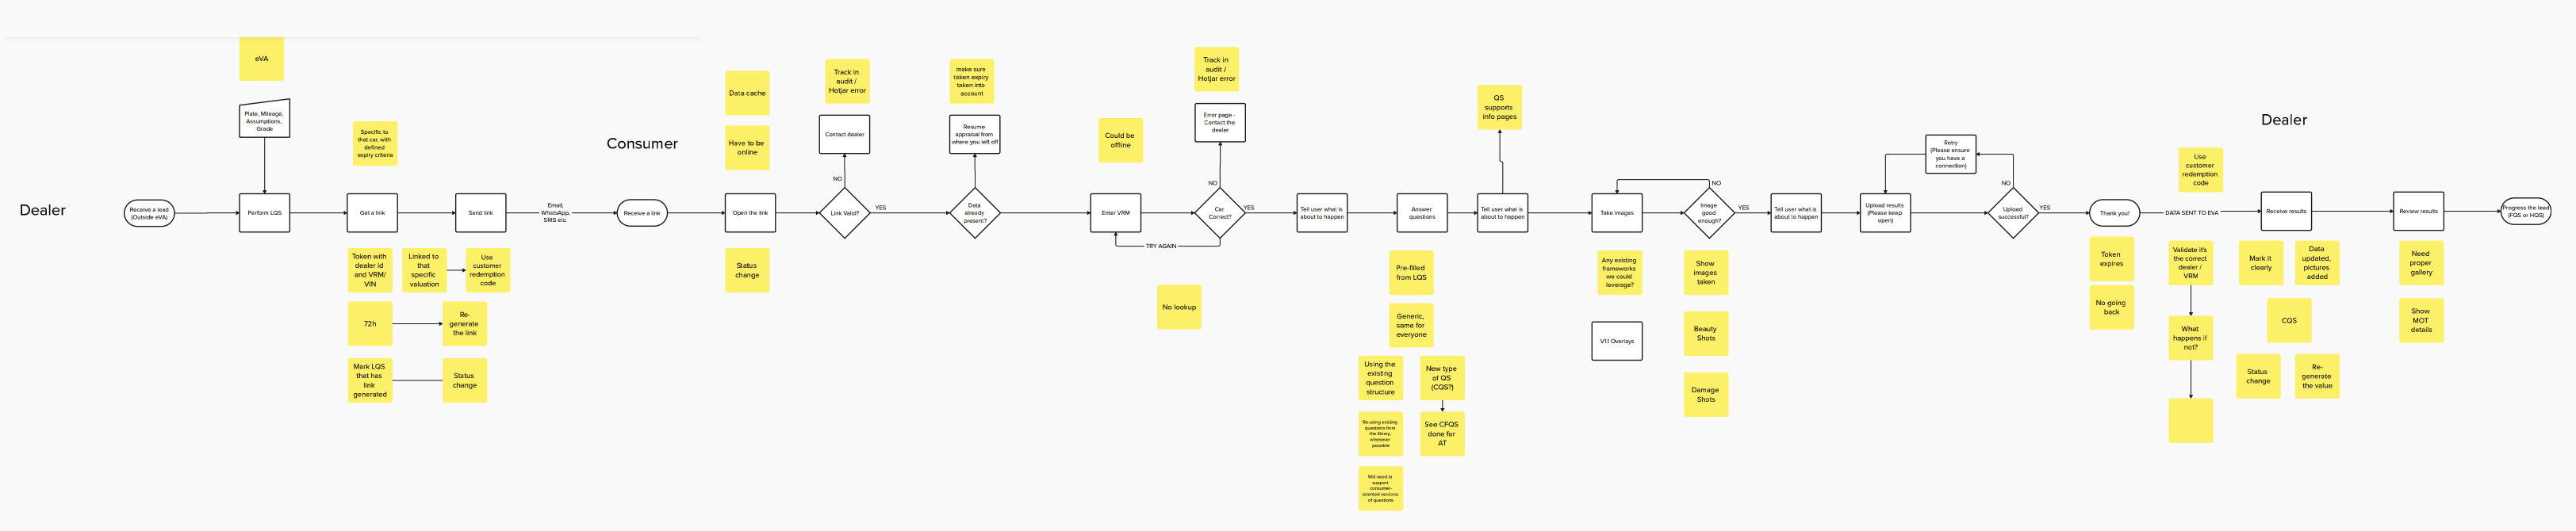 eVA
Plate, Mileage,
Assumptions,
Grade
Dealer
Receive a lead
(Outside eVA)
Perform LQS
Specific to
that car, with
defined
expiry criteria
Get a link
Send link
Email,
WhatsApp,
SMS etc.
Token with
dealer id
and VRM/
VIN
Linked to
that
specific
valuation
Use
customer
redemption
code
72h
Re-
generate
the link
Mark LQS
that has
link
generated
Status
change
Consumer
Receive a link
Data cache
Have to be
online
Open the link
Status
change
Track in
audit /
Hotjar error
Contact dealer
NO
Link Valid?
YES
make sure
token expiry
taken into
account
Resume
appraisal from
where you left off
Data
already
present?
Could be
offline
Enter VRM
TRY AGAIN
No lookup
Track in
audit /
Hotjar error
Error page -
Contact the
dealer
NO
Car
Correct?
YES
Tell user what is
about to happen
Answer
questions
Pre-filled
from LQS
Generic,
same for
everyone
Using the
existing
question
structure
New type
of QS
(CQS?)
Re-using existing
questions from
the library,
whenever
possible
See CFQS
done for
AT
Will need to
support
consumer-
oriented versions
of questions
QS
supports
info pages
Tell user what is
about to happen
Take images
Any existing
frameworks
we could
leverage?
V1.1 Overlays
NO
Image
good
enough?
YES
Show
images
taken
Beauty
Shots
Damage
Shots
Tell user what is
about to happen
Upload results
(Please keep
open)
Retry
(Please ensure
you have a
connection)
NO
Upload
successful?
YES
Thank you!
Token
expires
No going
back
DATA SENT TO EVA
Dealer
Use
customer
redemption
code
Validate it's
the correct
dealer /
VRM
What
happens if
not?
Receive results
Mark it
clearly
Data
updated,
pictures
added
CQS
Status
change
Re-
generate
the value
Review results
Need
proper
gallery
Show
MOT
details
Progress the lead
(FQS or HQS)